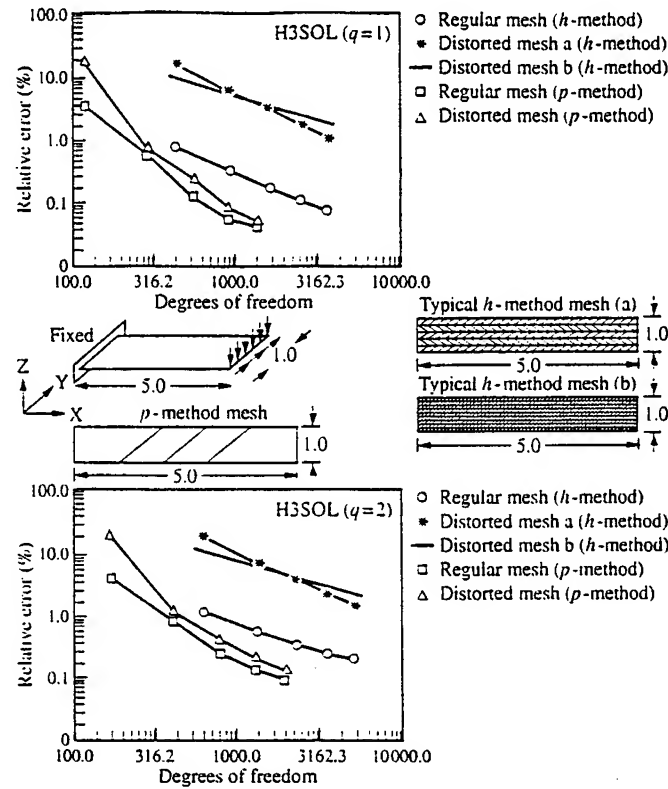 H3SOL (q=1)
Relative error (%)
100.0
10.0
1.0
0.1
0
100.0 316.2 1000.0 3162.3 10000.0
Degrees of freedom
Regular mesh (h-method)
Distorted mesh a (h-method)
Distorted mesh b (h-method)
Regular mesh (p-method)
Distorted mesh (p-method)
Fixed
Z
Y
X
5.0
1.0
p-method mesh
1.0
5.0
Typical h-method mesh (a)
1.0
5.0
Typical h-method mesh (b)
1.0
5.0
H3SOL (q=2)
Relative error (%)
100.0
10.0
1.0
0.1
0
100.0 316.2 1000.0 3162.3 10000.0
Degrees of freedom
Regular mesh (h-method)
Distorted mesh a (h-method)
Distorted mesh b (h-method)
Regular mesh (p-method)
Distorted mesh (p-method)